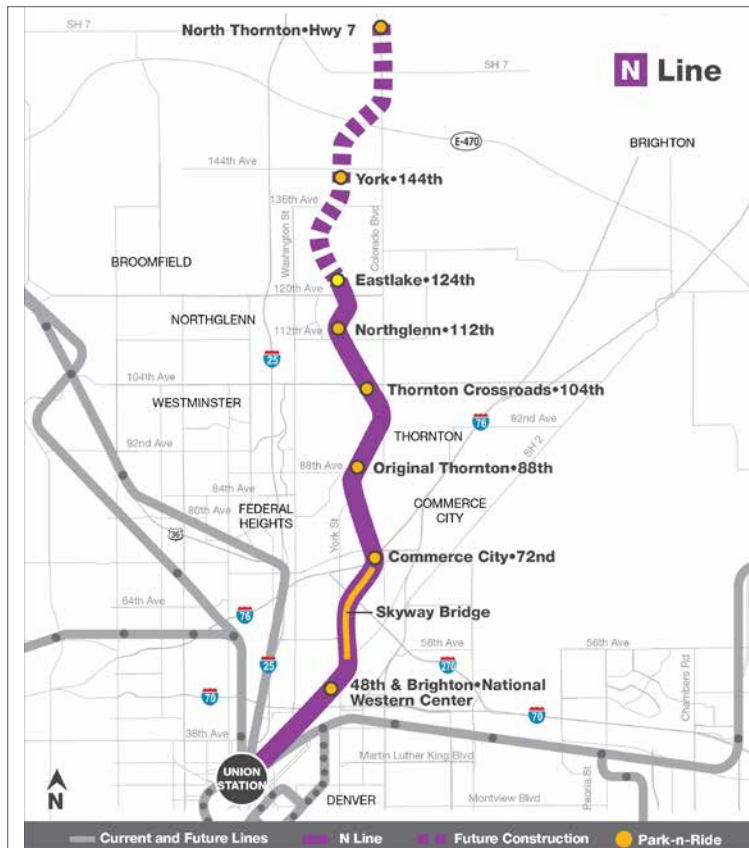 SH 7
North Thornton•Hwy 7
SH 7
N Line
E-470
BRIGHTON
144th Ave
York•144th
136th Ave
Washington St
Colorado Blvd
BROOMFIELD
Eastlake•124th
120th Ave
NORTHGLENN
112th Ave
Northglenn•112th
25
104th Ave
Thornton Crossroads•104th
WESTMINSTER
76
92nd Ave
THORNTON
SH 2
92nd Ave
88th Ave
Original Thornton•88th
84th Ave
80th Ave
FEDERAL
HEIGHTS
York St
COMMERCE
CITY
36
Commerce City•72nd
64th Ave
76
Skyway Bridge
56th Ave
56th Ave
25
270
Chambers Rd
70
48th & Brighton•National
Western Center
70
38th Ave
Martin Luther King Blvd
UNION
STATION
Peoria St
N
DENVER
Montview Blvd
Current and Future Lines
N Line
Future Construction
Park-n-Ride